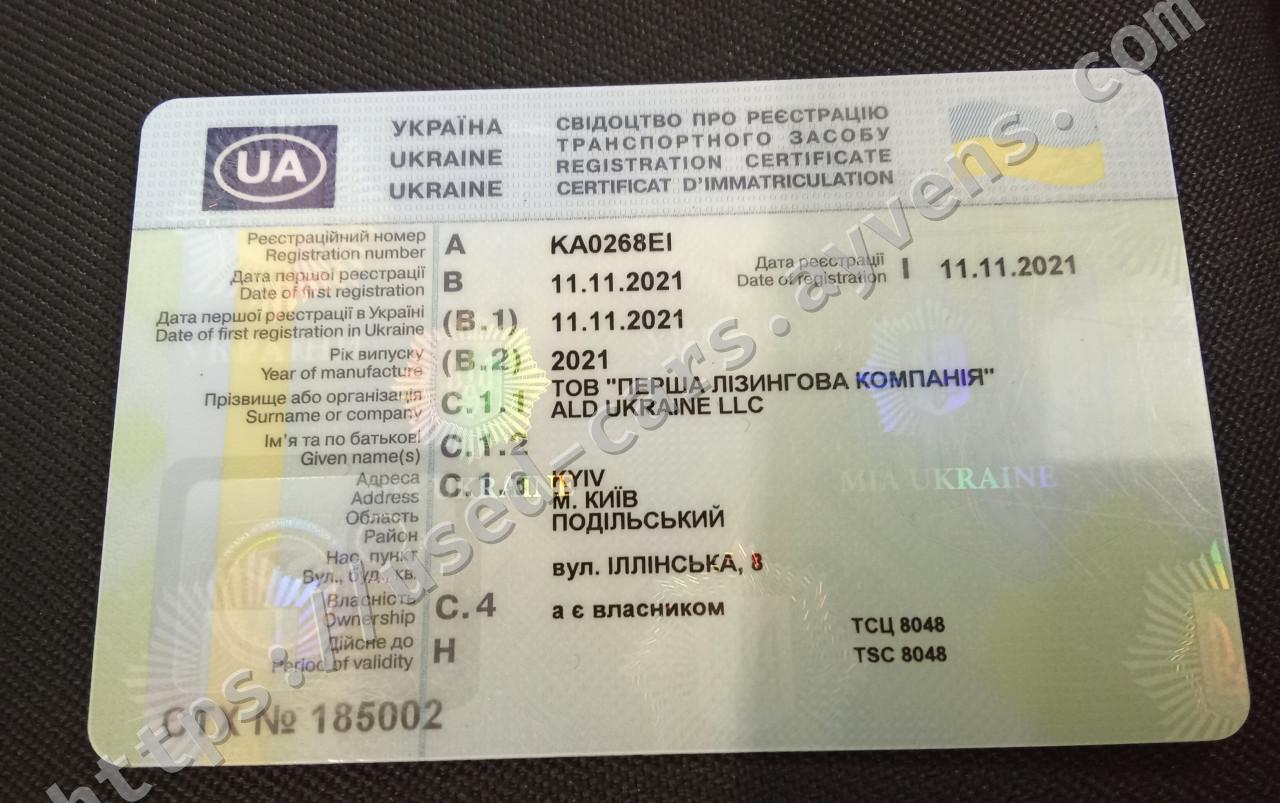 UA
УКРАЇНА
UKRAINE
UKRAINE
СВІДОЦТВО ПРО РЕЄСТРАЦІЮ
ТРАНСПОРТНОГО ЗАСОБУ
REGISTRATION CERTIFICATE
CERTIFICAT D'IMMATRICULATION
Реєстраційний номер
Registration number A KA0268EI
Дата першої реєстрації
Date of first registration B 11.11.2021
Дата реєстрації
Date of registration I 11.11.2021
Дата першої реєстрації в Україні
Date of first registration in Ukraine (B.1) 11.11.2021
Рік випуску
Year of manufacture (B.2) 2021
Прізвище або організація
Surname or company C.1.1 ТОВ "ПЕРША ЛІЗИНГОВА КОМПАНІЯ"
ALD UKRAINE LLC
Ім'я та по батькові
Given name(s) C.1.2
Адреса
Address C.1.3 KYIV
Область М. КИЇВ
Район ПОДІЛЬСЬКИЙ
Нас. пункт
Вул., буд., кв. вул. ІЛЛІНСЬКА, 8
MIA UKRAINE
Власність
Ownership C.4 а є власником
Дійсне до
Period of validity H
ТСЦ 8048
TSC 8048
№ 185002
https://used-cars.ayvens.com